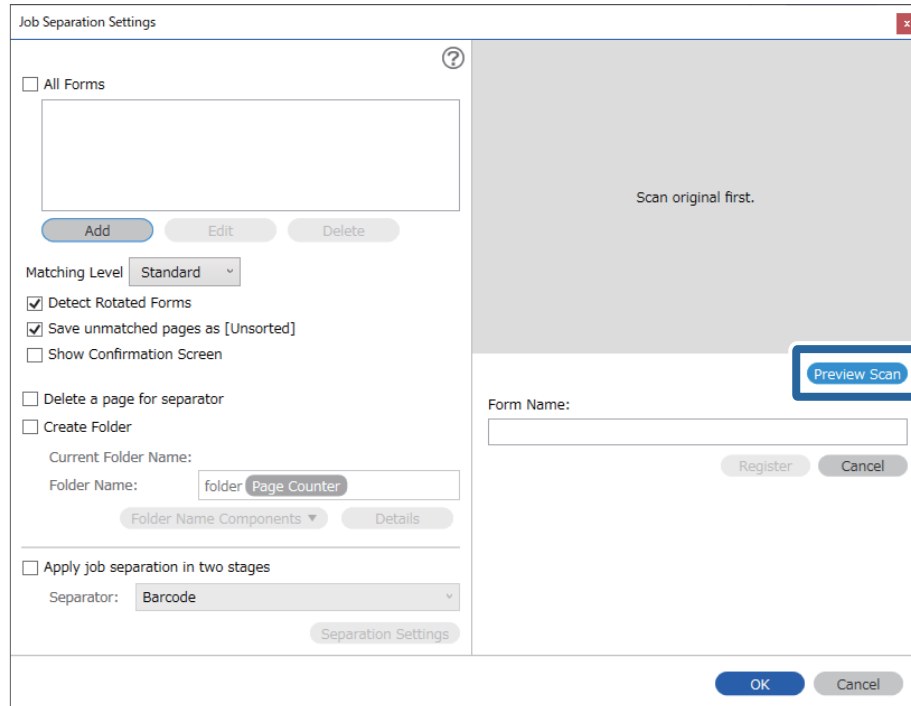 Job Separation Settings
x
?
All Forms
Add Edit Delete
Matching Level Standard
Detect Rotated Forms
Save unmatched pages as [Unsorted]
Show Confirmation Screen
Delete a page for separator
Create Folder
Current Folder Name:
Folder Name: folder Page Counter
Folder Name Components ▼ Details
Apply job separation in two stages
Separator: Barcode
Separation Settings
Scan original first.
Preview Scan
Form Name:
Register Cancel
OK Cancel